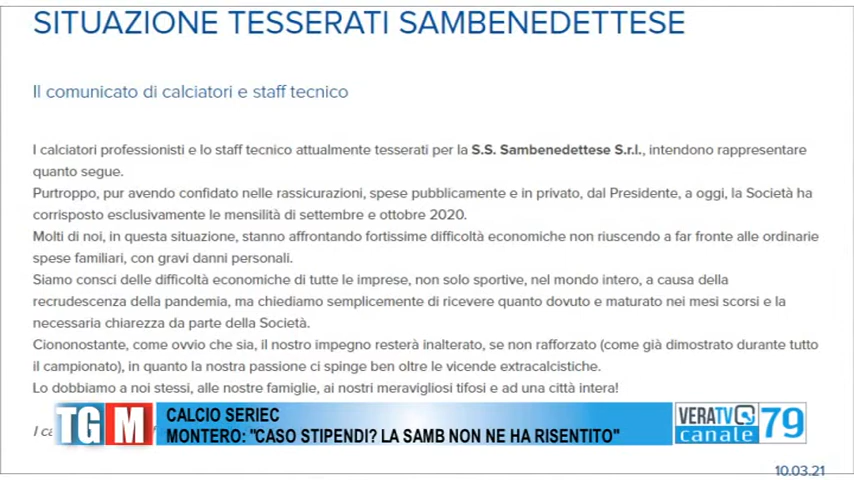 SITUAZIONE TESSERATI SAMBENEDETTESE
Il comunicato di calciatori e staff tecnico
I calciatori professionisti e lo staff tecnico attualmente tesserati per la S.S. Sambenedettese S.r.l., intendono rappresentare
quanto segue.
Purtroppo, pur avendo confidato nelle rassicurazioni, spese pubblicamente e in privato, dal Presidente, a oggi, la Società ha
corrisposto esclusivamente le mensilità di settembre e ottobre 2020.
Molti di noi, in questa situazione, stanno affrontando fortissime difficoltà economiche non riuscendo a far fronte alle ordinarie
spese familiari, con gravi danni personali.
Siamo consci delle difficoltà economiche di tutte le imprese, non solo sportive, nel mondo intero, a causa della
recrudescenza della pandemia, ma chiediamo semplicemente di ricevere quanto dovuto e maturato nei mesi scorsi e la
necessaria chiarezza da parte della Società.
Ciononostante, come ovvio che sia, il nostro impegno resterà inalterato, se non rafforzato (come già dimostrato durante tutto
il campionato), in quanto la nostra passione ci spinge ben oltre le vicende extracalcistiche.
Lo dobbiamo a noi stessi, alle nostre famiglie, ai nostri meravigliosi tifosi e ad una città intera!
I
TGM
CALCIO SERIEC
MONTERO: "CASO STIPENDI? LA SAMB NON NE HA RISENTITO"
VERATV
canale 79
10.03.21